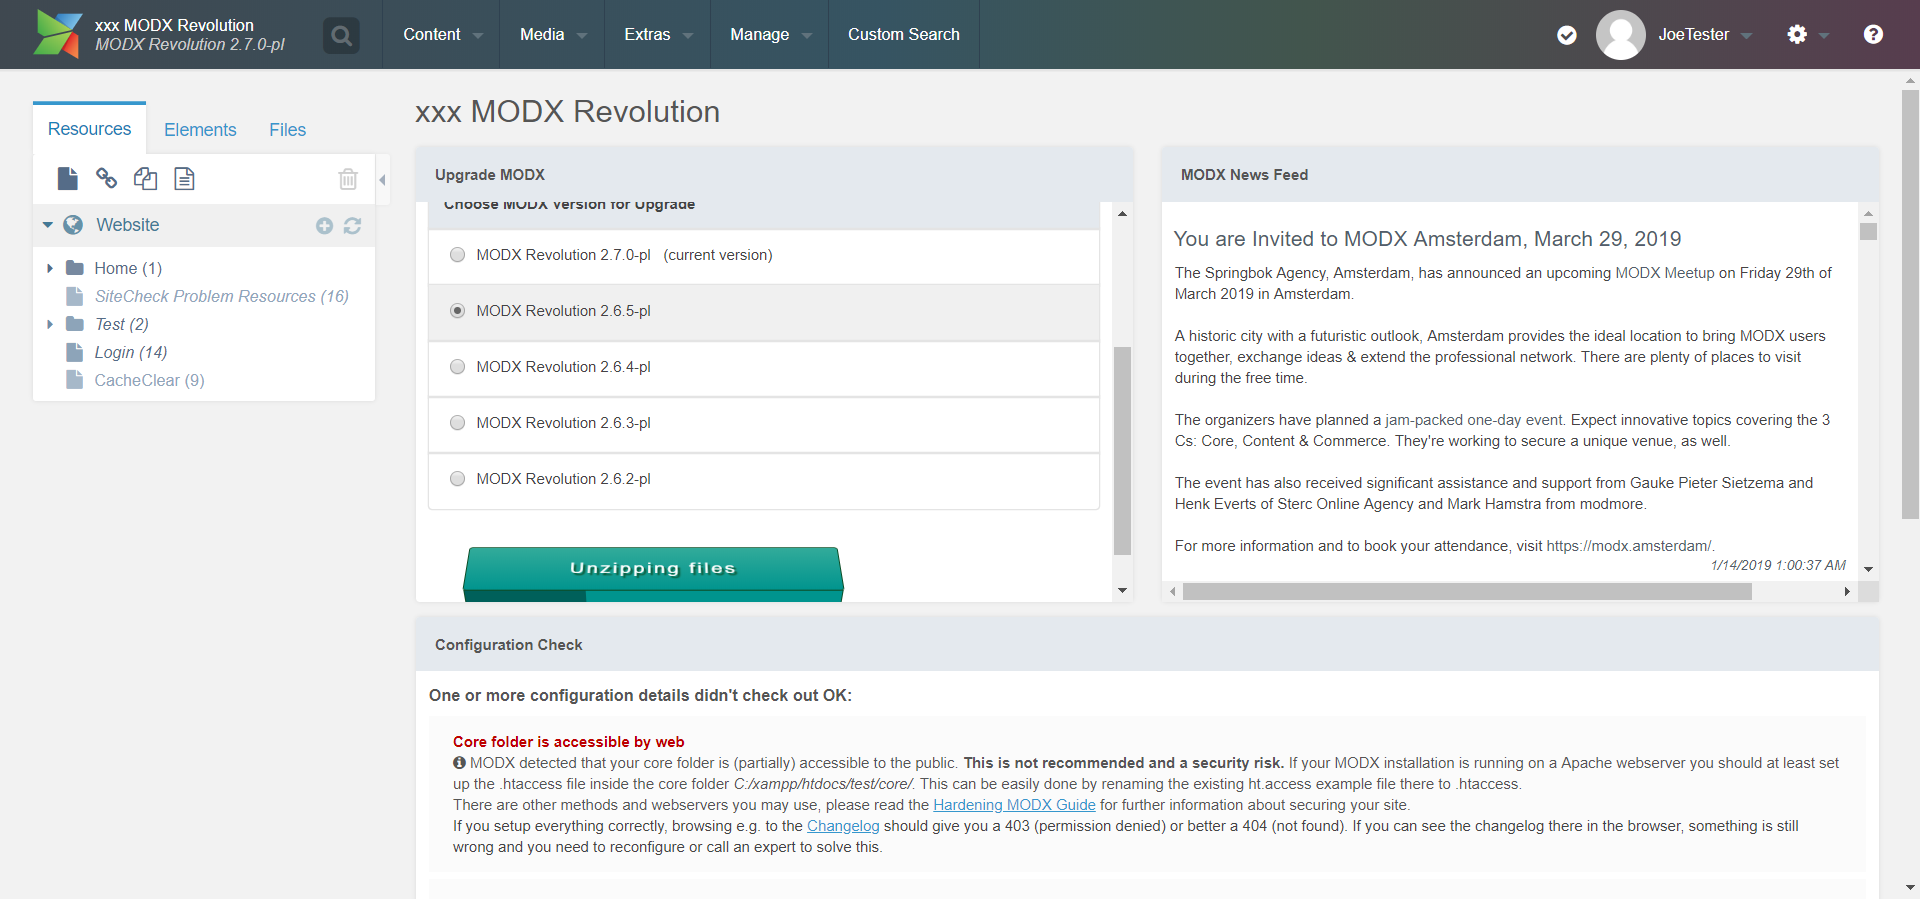 xxx MODX Revolution
MODX Revolution 2.7.0-pl
Content
Media
Extras
Manage
Custom Search
JoeTester
Resources
Elements
Files
Website
Home (1)
SiteCheck Problem Resources (16)
Test (2)
Login (14)
CacheClear (9)
xxx MODX Revolution
Upgrade MODX
Choose MODX Version for Upgrade
MODX Revolution 2.7.0-pl (current version)
MODX Revolution 2.6.5-pl
MODX Revolution 2.6.4-pl
MODX Revolution 2.6.3-pl
MODX Revolution 2.6.2-pl
Unzipping files
MODX News Feed
You are Invited to MODX Amsterdam, March 29, 2019
The Springbok Agency, Amsterdam, has announced an upcoming MODX Meetup on Friday 29th of
March 2019 in Amsterdam.
A historic city with a futuristic outlook, Amsterdam provides the ideal location to bring MODX users
together, exchange ideas & extend the professional network. There are plenty of places to visit
during the free time.
The organizers have planned a jam-packed one-day event. Expect innovative topics covering the 3
Cs: Core, Content & Commerce. They're working to secure a unique venue, as well.
The event has also received significant assistance and support from Gauke Pieter Sietzema and
Henk Everts of Sterc Online Agency and Mark Hamstra from modmore.
For more information and to book your attendance, visit https://modx.amsterdam/.
1/14/2019 1:00:37 AM
Configuration Check
One or more configuration details didn't check out OK:
Core folder is accessible by web
MODX detected that your core folder is (partially) accessible to the public. This is not recommended and a security risk. If your MODX installation is running on a Apache webserver you should at least set
up the .htaccess file inside the core folder C:/xampp/htdocs/test/core/. This can be easily done by renaming the existing ht.access example file there to .htaccess.
There are other methods and webservers you may use, please read the Hardening MODX Guide for further information about securing your site.
If you setup everything correctly, browsing e.g. to the Changelog should give you a 403 (permission denied) or better a 404 (not found). If you can see the changelog there in the browser, something is still
wrong and you need to reconfigure or call an expert to solve this.